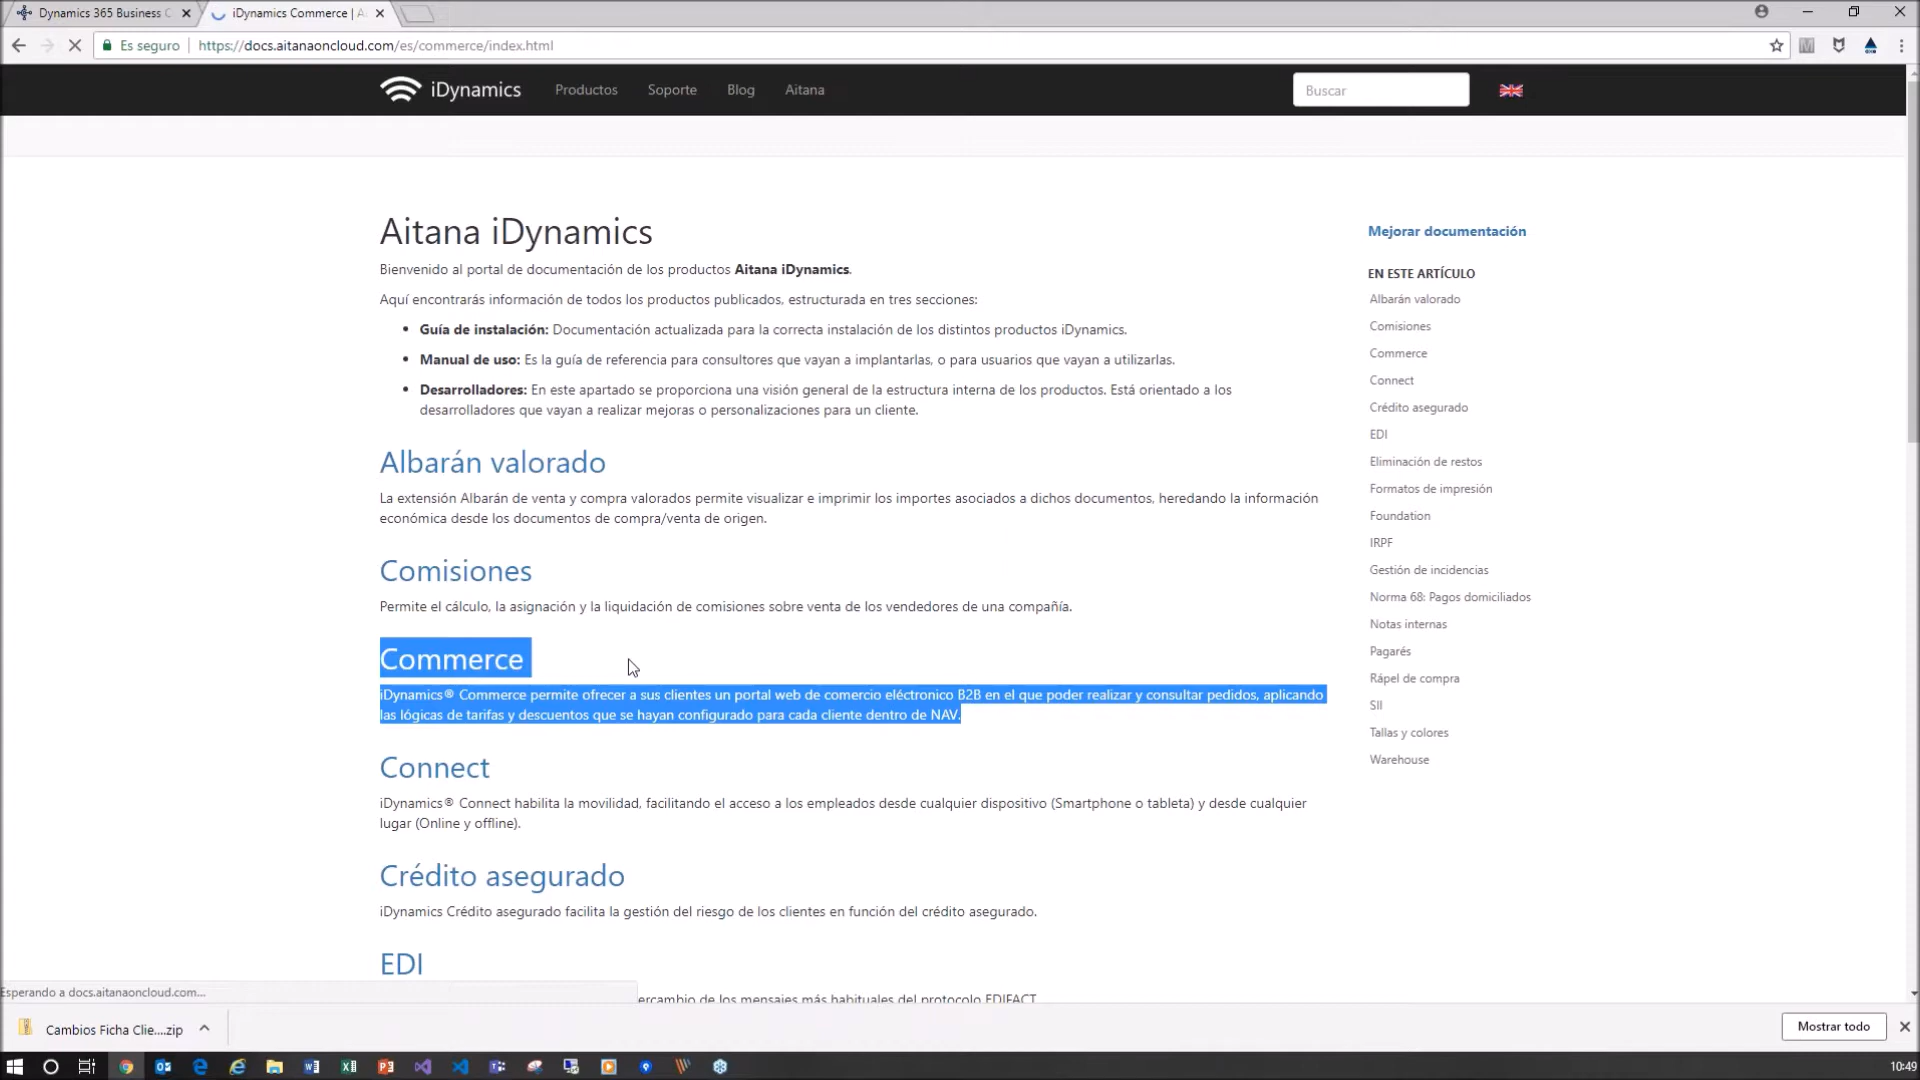 Dynamics 365 Business C
iDynamics Commerce | A
Es seguro
https://docs.aitanaoncloud.com/es/commerce/index.html
iDynamics
Productos
Soporte
Blog
Aitana
Buscar
Aitana iDynamics
Bienvenido al portal de documentación de los productos Aitana iDynamics.
Aquí encontrarás información de todos los productos publicados, estructurada en tres secciones:
Guía de instalación: Documentación actualizada para la correcta instalación de los distintos productos iDynamics.
Manual de uso: Es la guía de referencia para consultores que vayan a implantarlas, o para usuarios que vayan a utilizarlas.
Desarrolladores: En este apartado se proporciona una visión general de la estructura interna de los productos. Está orientado a los
desarrolladores que vayan a realizar mejoras o personalizaciones para un cliente.
Albarán valorado
La extensión Albarán de venta y compra valorados permite visualizar e imprimir los importes asociados a dichos documentos, heredando la información
económica desde los documentos de compra/venta de origen.
Comisiones
Permite el cálculo, la asignación y la liquidación de comisiones sobre venta de los vendedores de una compañía.
Commerce
iDynamics® Commerce permite ofrecer a sus clientes un portal web de comercio eléctronico B2B en el que poder realizar y consultar pedidos, aplicando
las lógicas de tarifas y descuentos que se hayan configurado para cada cliente dentro de NAV.
Connect
iDynamics® Connect habilita la movilidad, facilitando el acceso a los empleados desde cualquier dispositivo (Smartphone o tableta) y desde cualquier
lugar (Online y offline).
Crédito asegurado
iDynamics Crédito asegurado facilita la gestión del riesgo de los clientes en función del crédito asegurado.
EDI
ercambio de los mensajes más habituales del protocolo EDIFACT
Mejorar documentación
EN ESTE ARTÍCULO
Albarán valorado
Comisiones
Commerce
Connect
Crédito asegurado
EDI
Eliminación de restos
Formatos de impresión
Foundation
IRPF
Gestión de incidencias
Norma 68: Pagos domiciliados
Notas internas
Pagarés
Rápel de compra
SII
Tallas y colores
Warehouse
Esperando a docs.aitanaoncloud.com...
Cambios Ficha Clie....zip
Mostrar todo
10:49